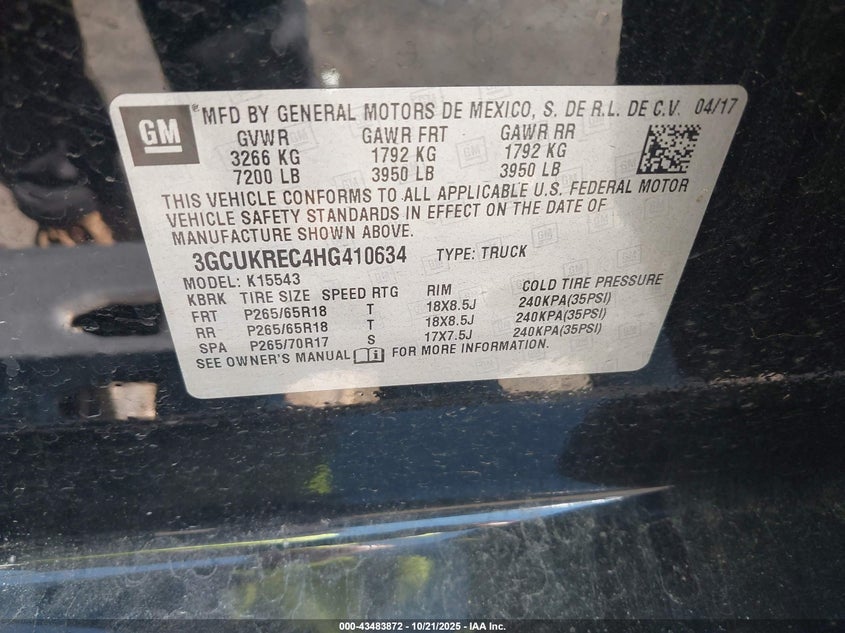 GM ® MFD BY GENERAL MOTORS DE MEXICO, S. DE R.L. DE C.V. 04/17
GVWR GAWR FRT GAWR RR
3266 KG 1792 KG 1792 KG
7200 LB 3950 LB 3950 LB
THIS VEHICLE CONFORMS TO ALL APPLICABLE U.S. FEDERAL MOTOR
VEHICLE SAFETY STANDARDS IN EFFECT ON THE DATE OF
MANUFACTURE SHOWN ABOVE.
3GCUKREC4HG410634 TYPE: TRUCK
MODEL: K15543
KBRK TIRE SIZE SPEED RTG RIM COLD TIRE PRESSURE
FRT P265/65R18 T 18X8.5J 240KPA(35PSI)
RR P265/65R18 T 18X8.5J 240KPA(35PSI)
SPA P265/70R17 S 17X7.5J 240KPA(35PSI)
SEE OWNER'S MANUAL FOR MORE INFORMATION.
000-43483872 - 10/21/2025 - IAA Inc.